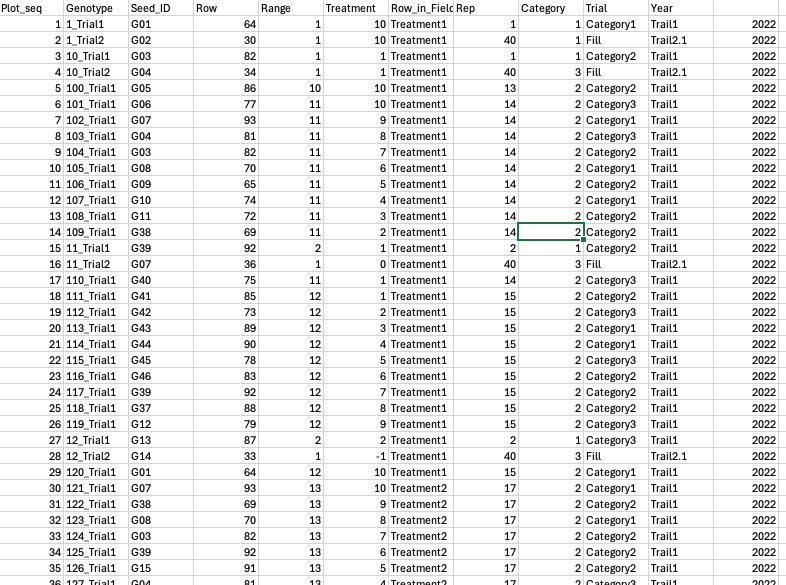 Plot_seq Genotype Seed_ID Row Range Treatment Row_in_Field Rep Category Trial Year
1 1_Trial1 G01 64 1 10 Treatment1 1 1 Category1 Trail1 2022
2 1_Trial2 G02 30 1 10 Treatment1 40 1 Fill Trail2.1 2022
3 10_Trial1 G03 82 1 1 Treatment1 1 1 Category2 Trail1 2022
4 10_Trial2 G04 34 1 1 Treatment1 40 3 Fill Trail2.1 2022
5 100_Trial1 G05 86 10 10 Treatment1 13 2 Category2 Trail1 2022
6 101_Trial1 G06 77 11 10 Treatment1 14 2 Category3 Trail1 2022
7 102_Trial1 G07 93 11 9 Treatment1 14 2 Category1 Trail1 2022
8 103_Trial1 G04 81 11 8 Treatment1 14 2 Category3 Trail1 2022
9 104_Trial1 G03 82 11 7 Treatment1 14 2 Category2 Trail1 2022
10 105_Trial1 G08 70 11 6 Treatment1 14 2 Category1 Trail1 2022
11 106_Trial1 G09 65 11 5 Treatment1 14 2 Category2 Trail1 2022
12 107_Trial1 G10 74 11 4 Treatment1 14 2 Category1 Trail1 2022
13 108_Trial1 G11 72 11 3 Treatment1 14 2 Category2 Trail1 2022
14 109_Trial1 G38 69 11 2 Treatment1 14 2 Category2 Trail1 2022
15 11_Trial1 G39 92 2 1 Treatment1 2 1 Category2 Trail1 2022
16 11_Trial2 G07 36 1 0 Treatment1 40 3 Fill Trail2.1 2022
17 110_Trial1 G40 75 11 1 Treatment1 14 2 Category3 Trail1 2022
18 111_Trial1 G41 85 12 1 Treatment1 15 2 Category2 Trail1 2022
19 112_Trial1 G42 73 12 2 Treatment1 15 2 Category3 Trail1 2022
20 113_Trial1 G43 89 12 3 Treatment1 15 2 Category1 Trail1 2022
21 114_Trial1 G44 90 12 4 Treatment1 15 2 Category1 Trail1 2022
22 115_Trial1 G45 78 12 5 Treatment1 15 2 Category3 Trail1 2022
23 116_Trial1 G46 83 12 6 Treatment1 15 2 Category2 Trail1 2022
24 117_Trial1 G39 92 12 7 Treatment1 15 2 Category2 Trail1 2022
25 118_Trial1 G37 88 12 8 Treatment1 15 2 Category2 Trail1 2022
26 119_Trial1 G12 79 12 9 Treatment1 15 2 Category3 Trail1 2022
27 12_Trial1 G13 87 2 2 Treatment1 2 1 Category3 Trail1 2022
28 12_Trial2 G14 33 1 -1 Treatment1 40 3 Fill Trail2.1 2022
29 120_Trial1 G01 64 12 10 Treatment1 15 2 Category1 Trail1 2022
30 121_Trial1 G07 93 13 10 Treatment2 17 2 Category1 Trail1 2022
31 122_Trial1 G38 69 13 9 Treatment2 17 2 Category2 Trail1 2022
32 123_Trial1 G08 70 13 8 Treatment2 17 2 Category1 Trail1 2022
33 124_Trial1 G03 82 13 7 Treatment2 17 2 Category2 Trail1 2022
34 125_Trial1 G39 92 13 6 Treatment2 17 2 Category2 Trail1 2022
35 126_Trial1 G15 91 13 5 Treatment2 17 2 Category2 Trail1 2022
36 127_Trial1 G04 81 13 4 Treatment2 17 2 Category3 Trail1 2022